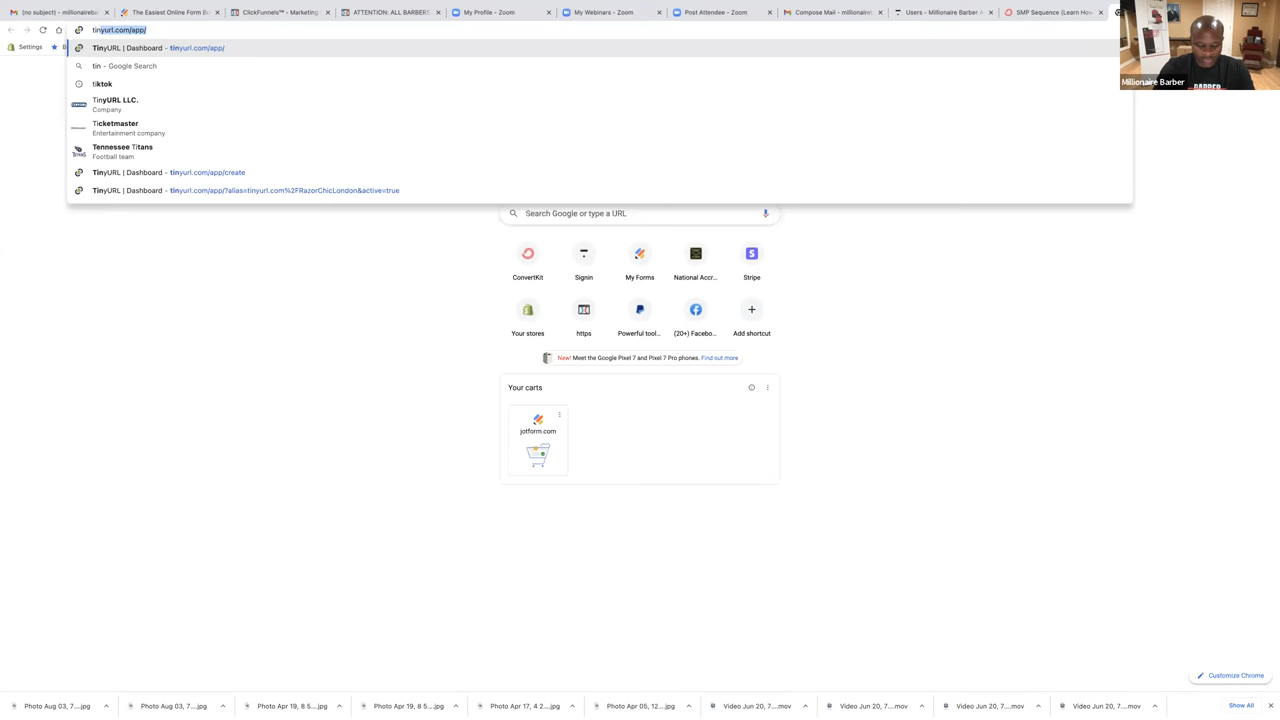 (no subject) - millionaireba
The Easiest Online Form Bu
ClickFunnels™ - Marketing
ATTENTION: ALL BARBERS
My Profile - Zoom
My Webinars - Zoom
Post Attendee - Zoom
Compose Mail - millionaireb
Users - Millionaire Barber A
SMP Sequence (Learn How
tinyurl.com/app/
Settings
TinyURL | Dashboard - tinyurl.com/app/
tin - Google Search
tiktok
TinyURL LLC.
Company
Ticketmaster
Entertainment company
Tennessee Titans
Football team
TinyURL | Dashboard - tinyurl.com/app/create
TinyURL | Dashboard - tinyurl.com/app/?alias=tinyurl.com%2FRazorChicLondon&active=true
Millionaire Barber
Search Google or type a URL
ConvertKit
Signin
My Forms
National Accr...
Stripe
Your stores
https
Powerful tool...
(20+) Facebo...
Add shortcut
New! Meet the Google Pixel 7 and Pixel 7 Pro phones. Find out more
Your carts
jotform.com
Customize Chrome
Photo Aug 03, 7....jpg
Photo Aug 03, 7....jpg
Photo Apr 19, 8 5....jpg
Photo Apr 19, 8 5....jpg
Photo Apr 17, 4 2....jpg
Photo Apr 05, 12....jpg
Video Jun 20, 7....mov
Video Jun 20, 7....mov
Video Jun 20, 7....mov
Video Jun 20, 7....mov
Show All